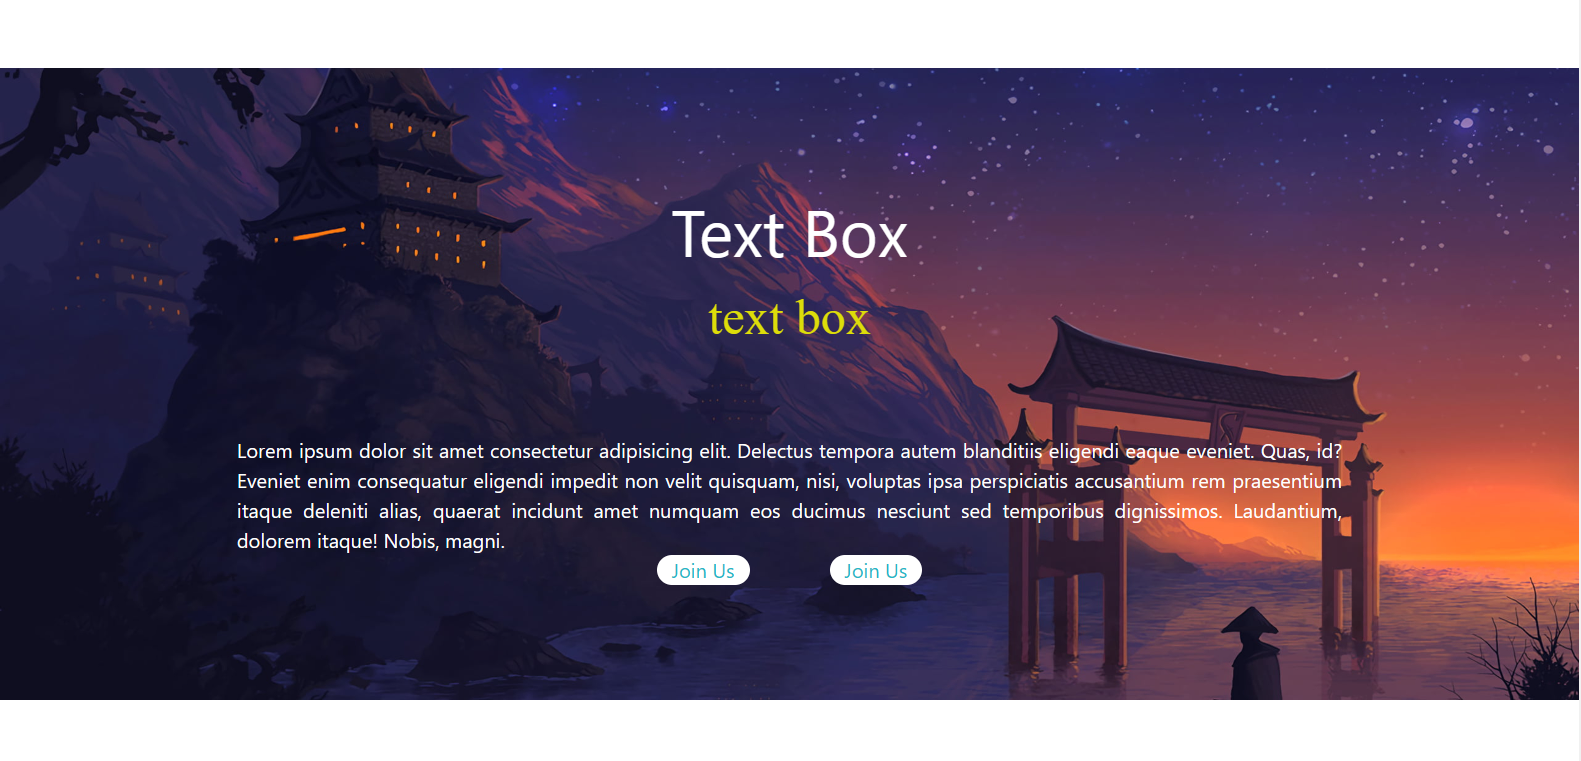 Text Box
text box
Lorem ipsum dolor sit amet consectetur adipisicing elit. Delectus tempora autem blanditiis eligendi eaque eveniet. Quas, id?
Eveniet enim consequatur eligendi impedit non velit quisquam, nisi, voluptas ipsa perspiciatis accusantium rem praesentium
itaque deleniti alias, quaerat incidunt amet numquam eos ducimus nesciunt sed temporibus dignissimos. Laudantium,
dolorem itaque! Nobis, magni.
Join Us Join Us